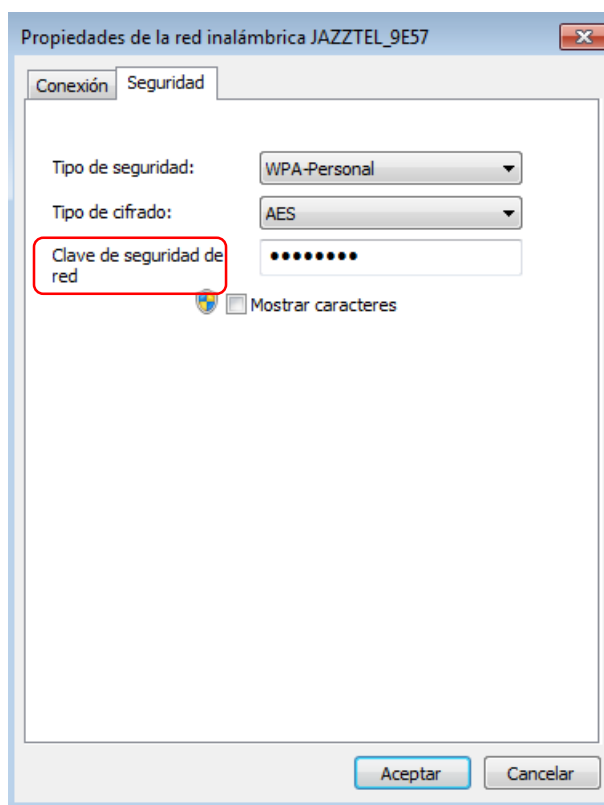 Propiedades de la red inalámbrica JAZZTEL_9E57
Conexión Seguridad
Tipo de seguridad: WPA-Personal
Tipo de cifrado: AES
Clave de seguridad de ••••••••
red
Mostrar caracteres
Aceptar Cancelar